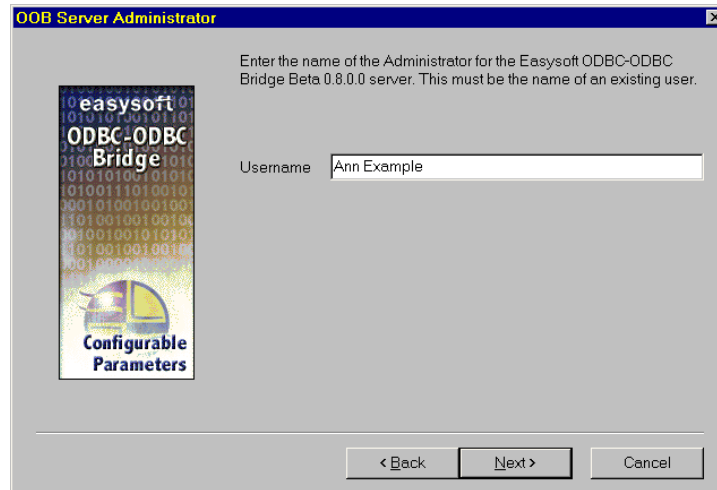 OOB Server Administrator
Enter the name of the Administrator for the Easysoft ODBC-ODBC
Bridge Beta 0.8.0.0 server. This must be the name of an existing user.
easysoft
ODBC-ODBC
Bridge
Username
Ann Example
Configurable
Parameters
< Back
Next >
Cancel